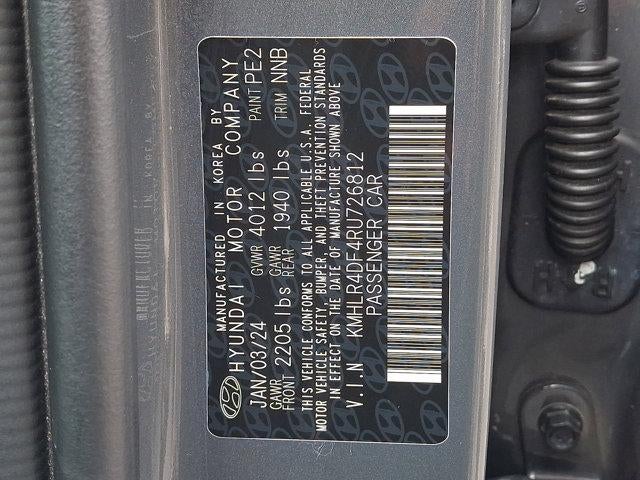 MANUFACTURED IN KOREA BY
HYUNDAI MOTOR COMPANY
JAN/03/24 GVWR 4012 lbs PAINT PE2
GAWR FRONT 2205 lbs GAWR REAR 1940 lbs TRIM NNB
THIS VEHICLE CONFORMS TO ALL APPLICABLE U.S.A. FEDERAL
MOTOR VEHICLE SAFETY, BUMPER, AND THEFT PREVENTION STANDARDS
IN EFFECT ON THE DATE OF MANUFACTURE SHOWN ABOVE
V.I.N KMHLR4DF4RU726812
PASSENGER CAR